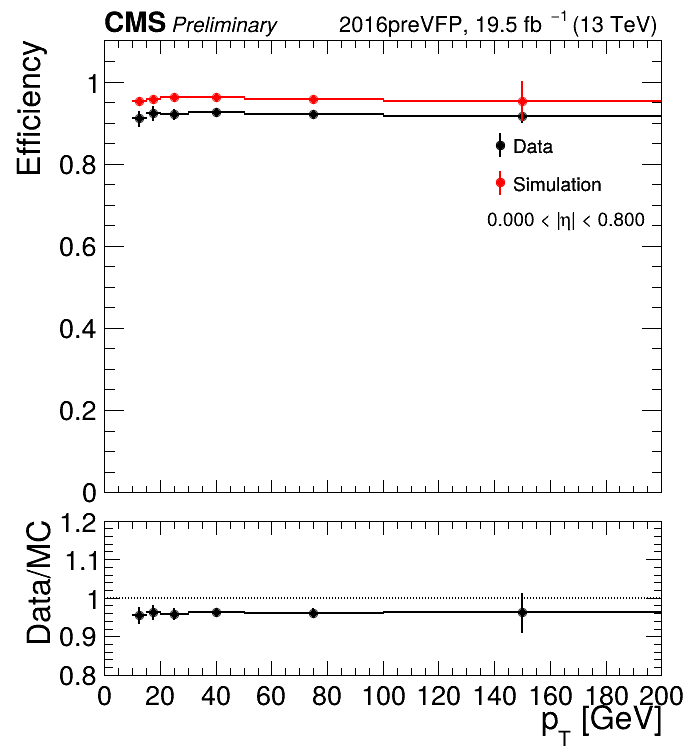 CMS Preliminary 2016preVFP, 19.5 fb⁻¹ (13 TeV)
Efficiency
1
0.8
0.6
0.4
0.2
0
Data
Simulation
0.000 < |η| < 0.800
Data/MC
1.2
1.1
1
0.9
0.8
0 20 40 60 80 100 120 140 160 180 200
p_T [GeV]